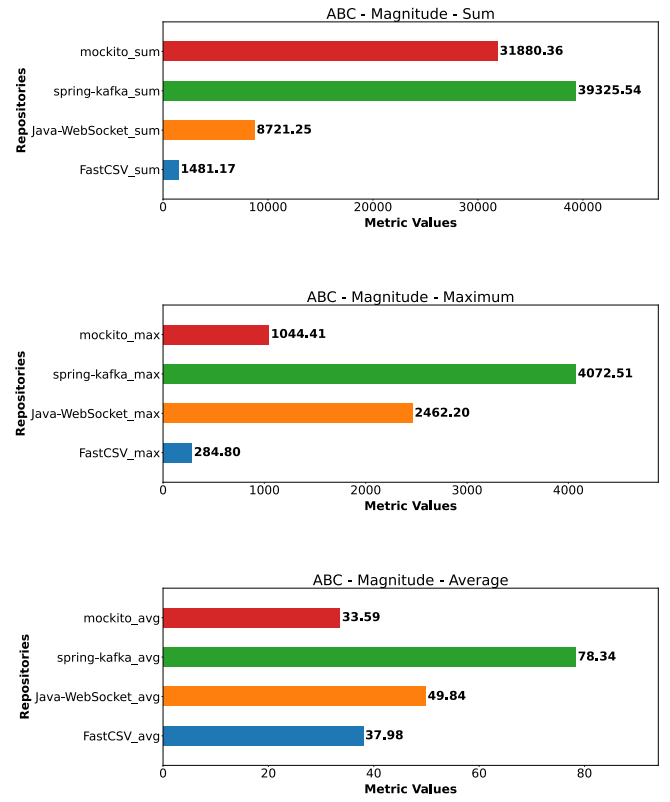 ABC - Magnitude - Sum
Repositories
mockito_sum 31880.36
spring-kafka_sum 39325.54
Java-WebSocket_sum 8721.25
FastCSV_sum 1481.17
0 10000 20000 30000 40000
Metric Values
ABC - Magnitude - Maximum
Repositories
mockito_max 1044.41
spring-kafka_max 4072.51
Java-WebSocket_max 2462.20
FastCSV_max 284.80
0 1000 2000 3000 4000
Metric Values
ABC - Magnitude - Average
Repositories
mockito_avg 33.59
spring-kafka_avg 78.34
Java-WebSocket_avg 49.84
FastCSV_avg 37.98
0 20 40 60 80
Metric Values